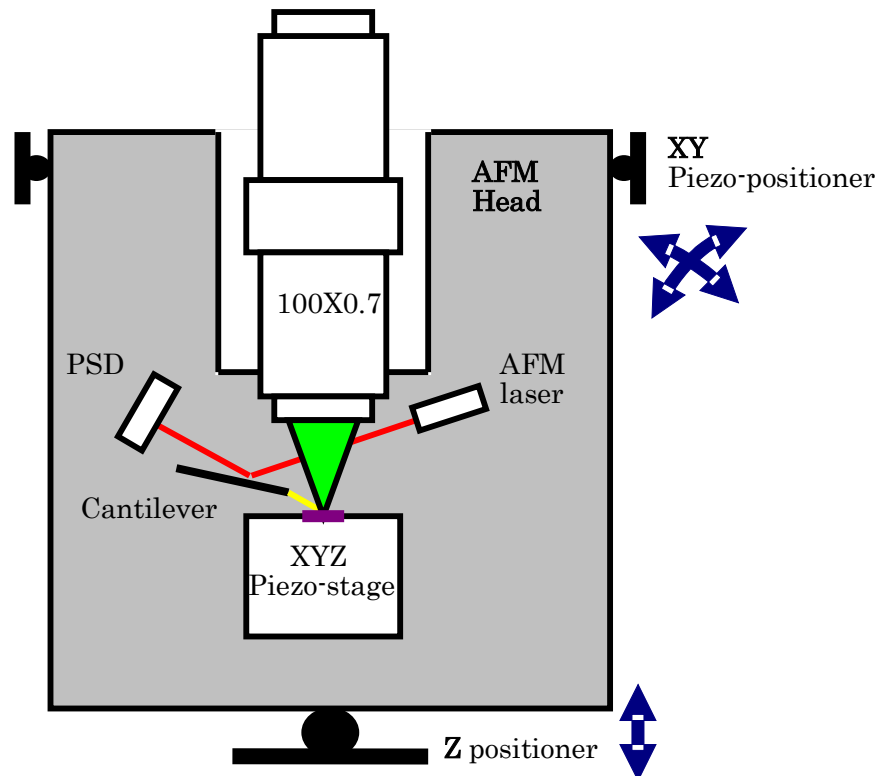 XY
Piezo-positioner
AFM
Head
100X0.7
PSD
AFM
laser
Cantilever
XYZ
Piezo-stage
Z positioner